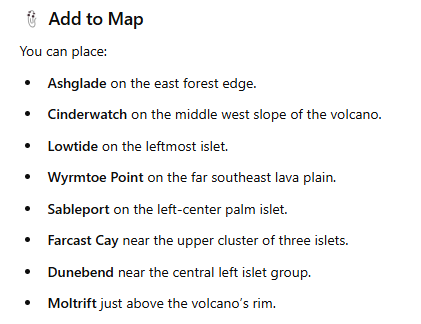 Add to Map
You can place:
• Ashglade on the east forest edge.
• Cinderwatch on the middle west slope of the volcano.
• Lowtide on the leftmost islet.
• Wyrmtoe Point on the far southeast lava plain.
• Sableport on the left-center palm islet.
• Farcast Cay near the upper cluster of three islets.
• Dunebend near the central left islet group.
• Moltrift just above the volcano’s rim.